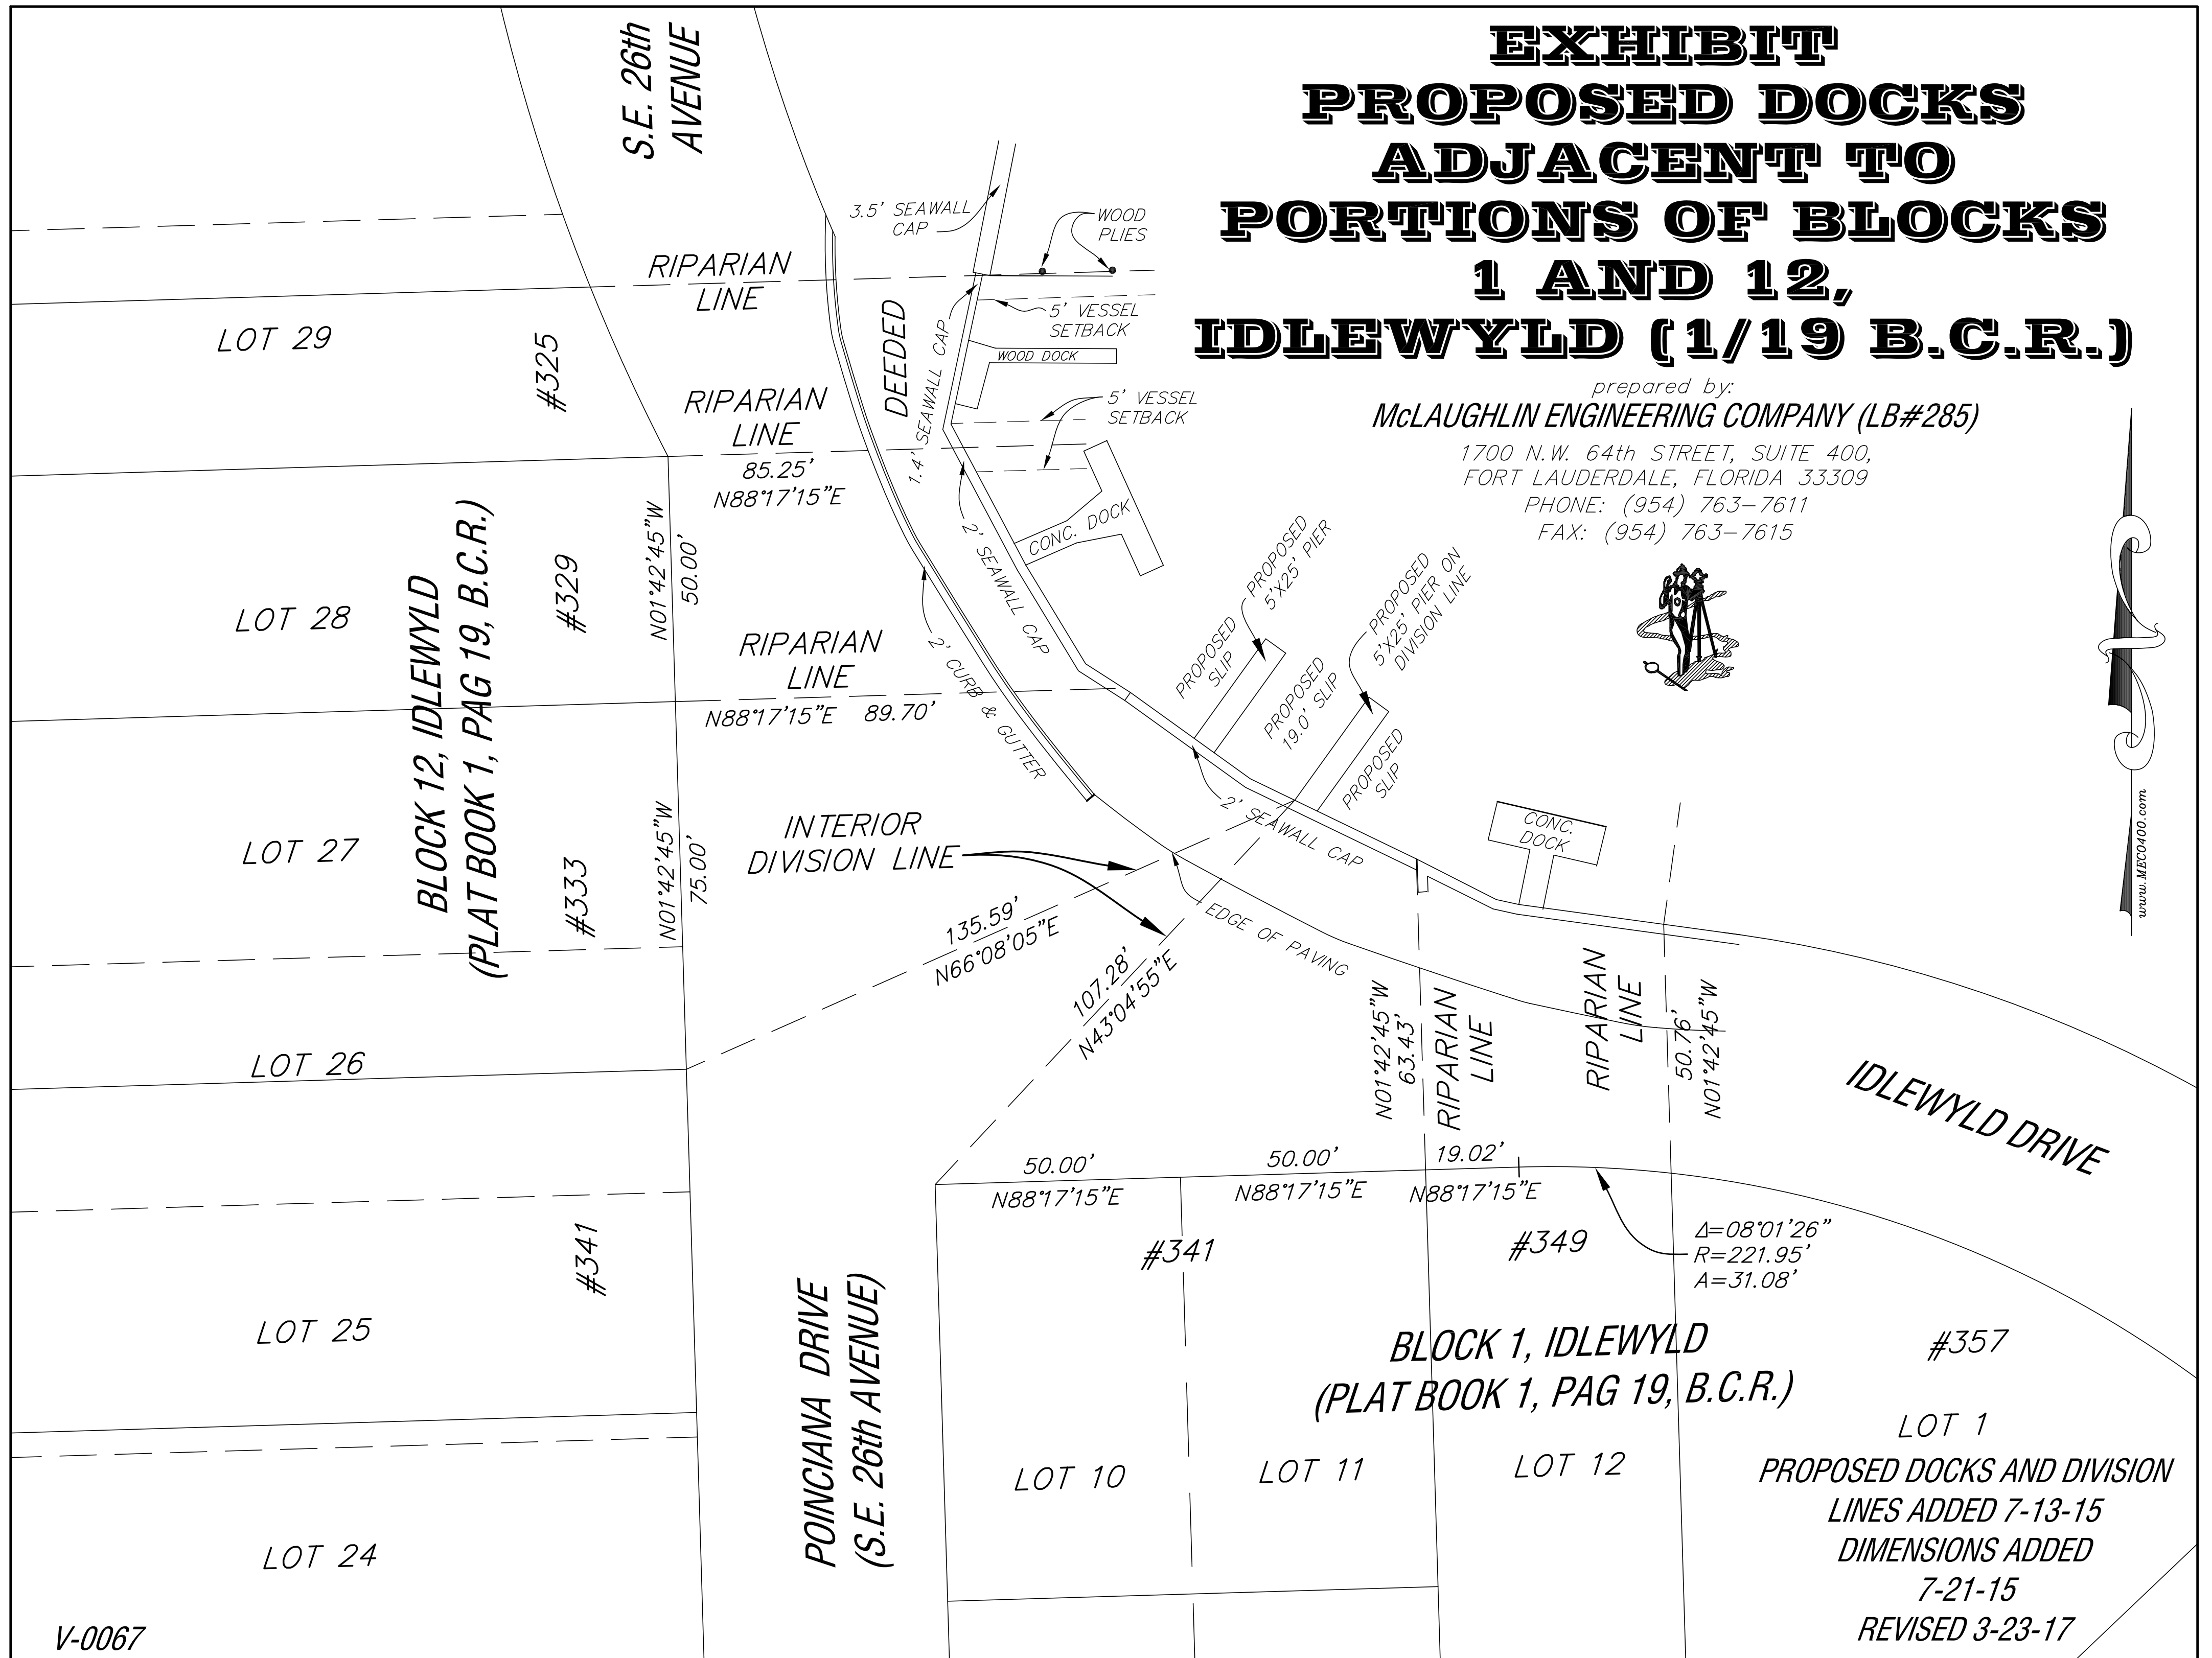 EXHIBIT
PROPOSED DOCKS
ADJACENT TO
PORTIONS OF BLOCKS
1 AND 12,
IDLEWYLD (1/19 B.C.R.)
prepared by:
McLAUGHLIN ENGINEERING COMPANY (LB#285)
1700 N.W. 64th STREET, SUITE 400,
FORT LAUDERDALE, FLORIDA 33309
PHONE: (954) 763-7611
FAX: (954) 763-7615
www.MECO400.com
S.E. 26th
AVENUE
3.5' SEAWALL
CAP
WOOD
PLIES
RIPARIAN
LINE
5' VESSEL
SETBACK
WOOD DOCK
DEEDED
1.4' SEAWALL CAP
LOT 29
#325
RIPARIAN
LINE
85.25'
N88°17'15"E
5' VESSEL
SETBACK
CONC. DOCK
2' SEAWALL CAP
BLOCK 12, IDLEWYLD
(PLAT BOOK 1, PAG 19, B.C.R.)
LOT 28
#329
N01°42'45"W
50.00'
2' CURB & GUTTER
RIPARIAN
LINE
N88°17'15"E 89.70'
PROPOSED
SLIP
PROPOSED
5'X25' PIER
PROPOSED
19.0' SLIP
PROPOSED
5'X25' PIER ON
DIVISION LINE
PROPOSED
SLIP
2' SEAWALL CAP
CONC.
DOCK
LOT 27
#333
N01°42'45"W
75.00'
INTERIOR
DIVISION LINE
135.59'
N66°08'05"E
107.28'
N43°04'55"E
EDGE OF PAVING
N01°42'45"W
63.43'
RIPARIAN
LINE
RIPARIAN
LINE
50.76'
N01°42'45"W
IDLEWYLD DRIVE
LOT 26
50.00'
N88°17'15"E
50.00'
N88°17'15"E
19.02'
N88°17'15"E
Δ=08°01'26"
R=221.95'
A=31.08'
#341
#341
#349
#357
LOT 25
POINCIANA DRIVE
(S.E. 26th AVENUE)
BLOCK 1, IDLEWYLD
(PLAT BOOK 1, PAG 19, B.C.R.)
LOT 10
LOT 11
LOT 12
LOT 1
LOT 24
PROPOSED DOCKS AND DIVISION
LINES ADDED 7-13-15
DIMENSIONS ADDED
7-21-15
REVISED 3-23-17
V-0067